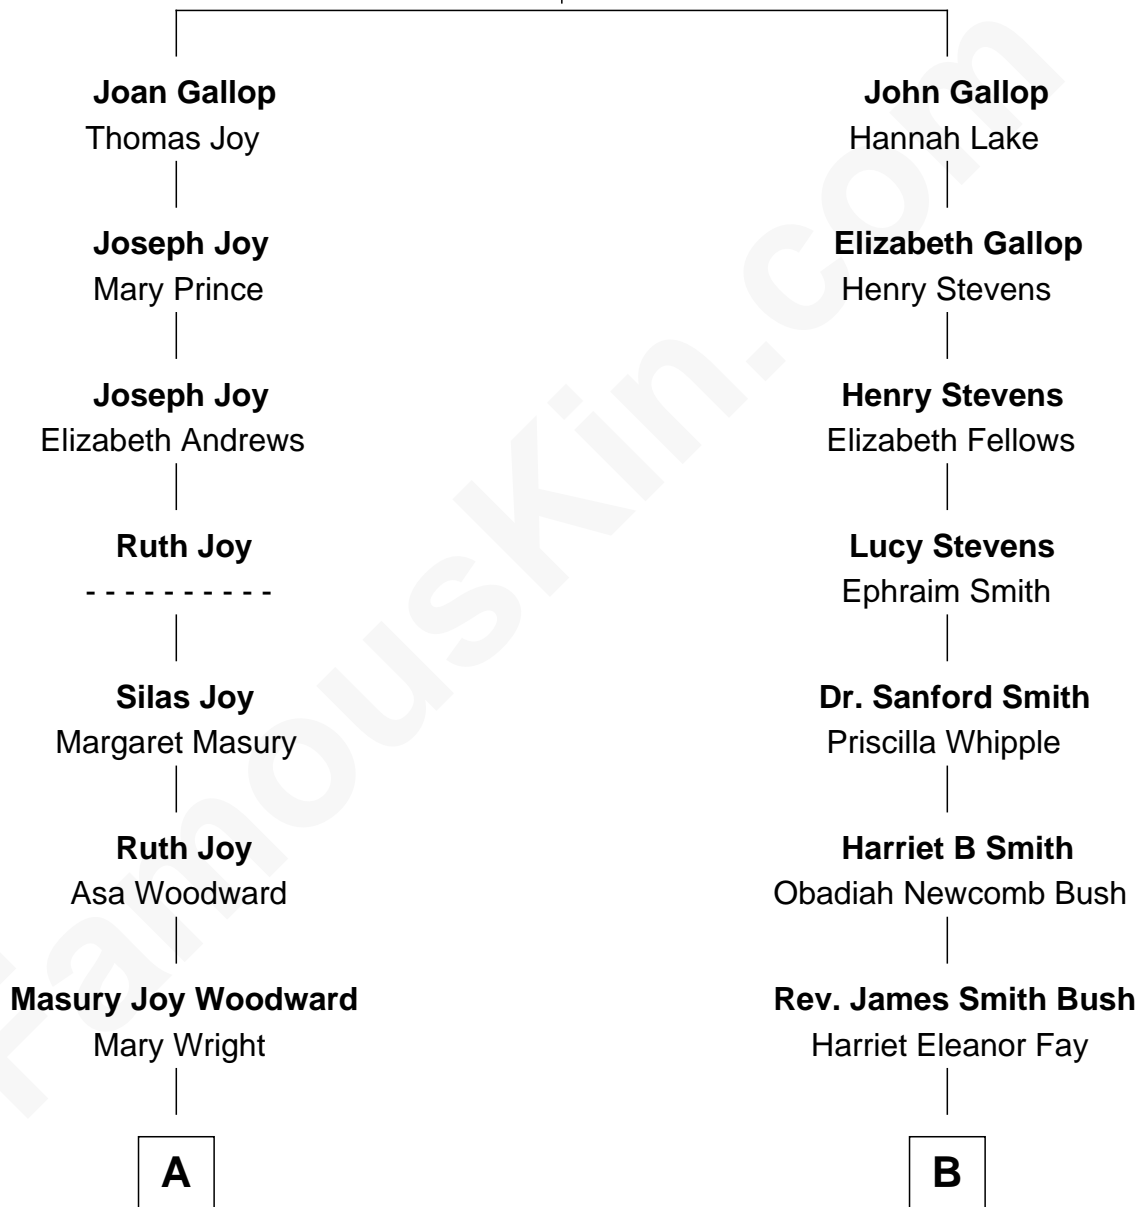 Joan Gallop
Thomas Joy
Joseph Joy
Mary Prince
Joseph Joy
Elizabeth Andrews
Ruth Joy
- - - - - - - - - -
Silas Joy
Margaret Masury
Ruth Joy
Asa Woodward
Masury Joy Woodward
Mary Wright
A
John Gallop
Hannah Lake
Elizabeth Gallop
Henry Stevens
Henry Stevens
Elizabeth Fellows
Lucy Stevens
Ephraim Smith
Dr. Sanford Smith
Priscilla Whipple
Harriet B Smith
Obadiah Newcomb Bush
Rev. James Smith Bush
Harriet Eleanor Fay
B
FamousKin.com